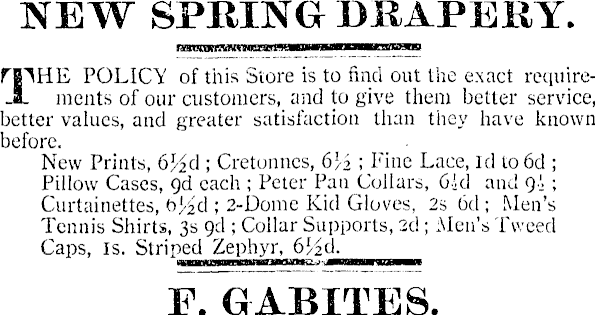 NEW SPRING DRAPERY.
THE POLICY of this Store is to find out the exact require-
ments of our customers, and to give them better service,
better values, and greater satisfaction than they have known
before.
New Prints, 6½d ; Cretonnes, 6½ ; Fine Lace, 1d to 6d ;
Pillow Cases, 9d each ; Peter Pan Collars, 6½d and 9½ ;
Curtainettes, 6½d ; 2-Dome Kid Gloves, 2s 6d ; Men's
Tennis Shirts, 3s 9d ; Collar Supports, 2d ; Men's Tweed
Caps, 1s. Striped Zephyr, 6½d.
F. GABITES.